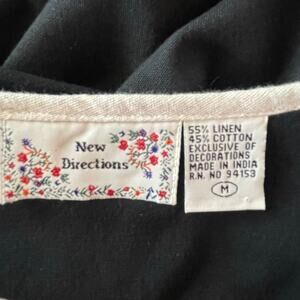 New
Directions
55% LINEN
45% COTTON
EXCLUSIVE OF
DECORATIONS
MADE IN INDIA
R.N. NO 94153
M